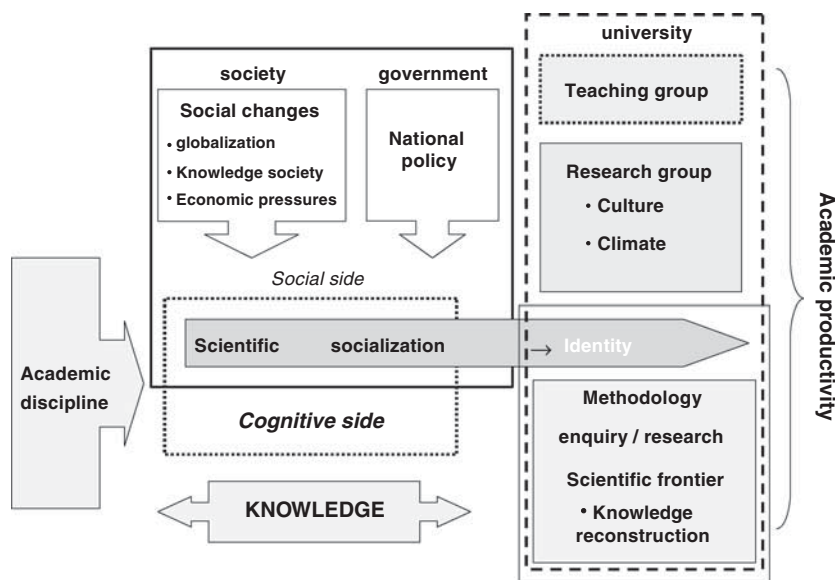 society
government
university
Social changes
• globalization
• Knowledge society
• Economic pressures
National
policy
Teaching group
Research group
• Culture
• Climate
Social side
Scientific socialization → Identity
Academic
discipline
Cognitive side
KNOWLEDGE
Methodology
enquiry / research
Scientific frontier
• Knowledge
reconstruction
Academic productivity